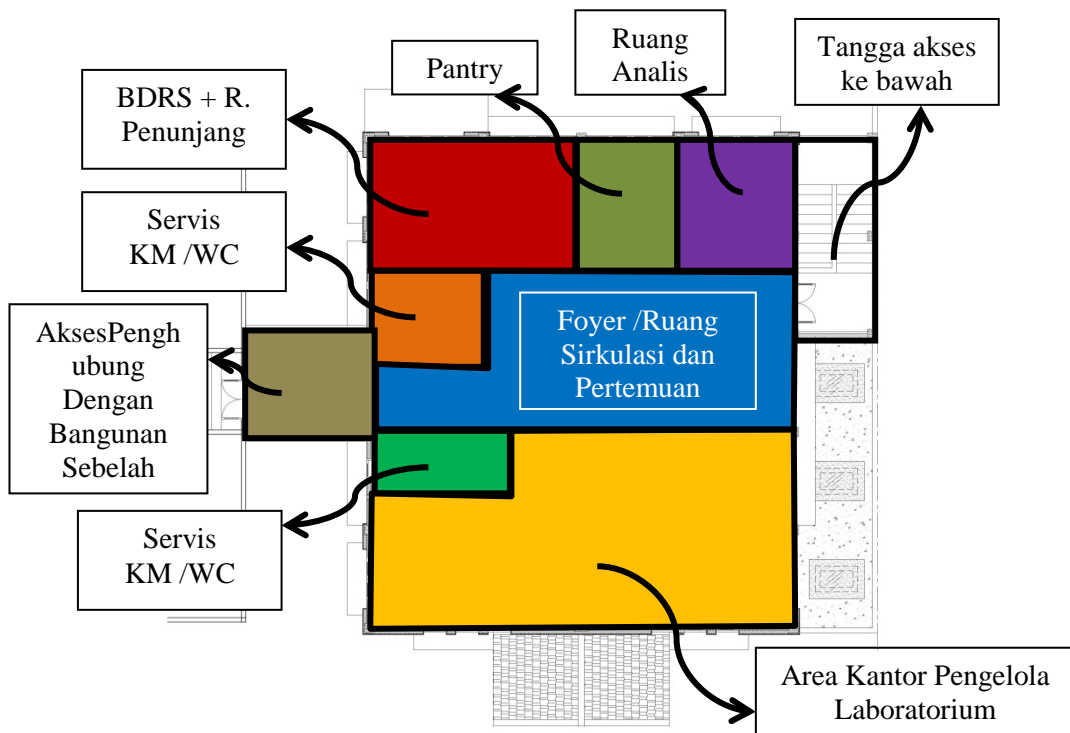 Ruang
Analis
Tangga akses
ke bawah
Pantry
BDRS + R.
Penunjang
Servis
KM /WC
AksesPengh
ubung
Dengan
Bangunan
Sebelah
Foyer /Ruang
Sirkulasi dan
Pertemuan
Servis
KM /WC
Area Kantor Pengelola
Laboratorium